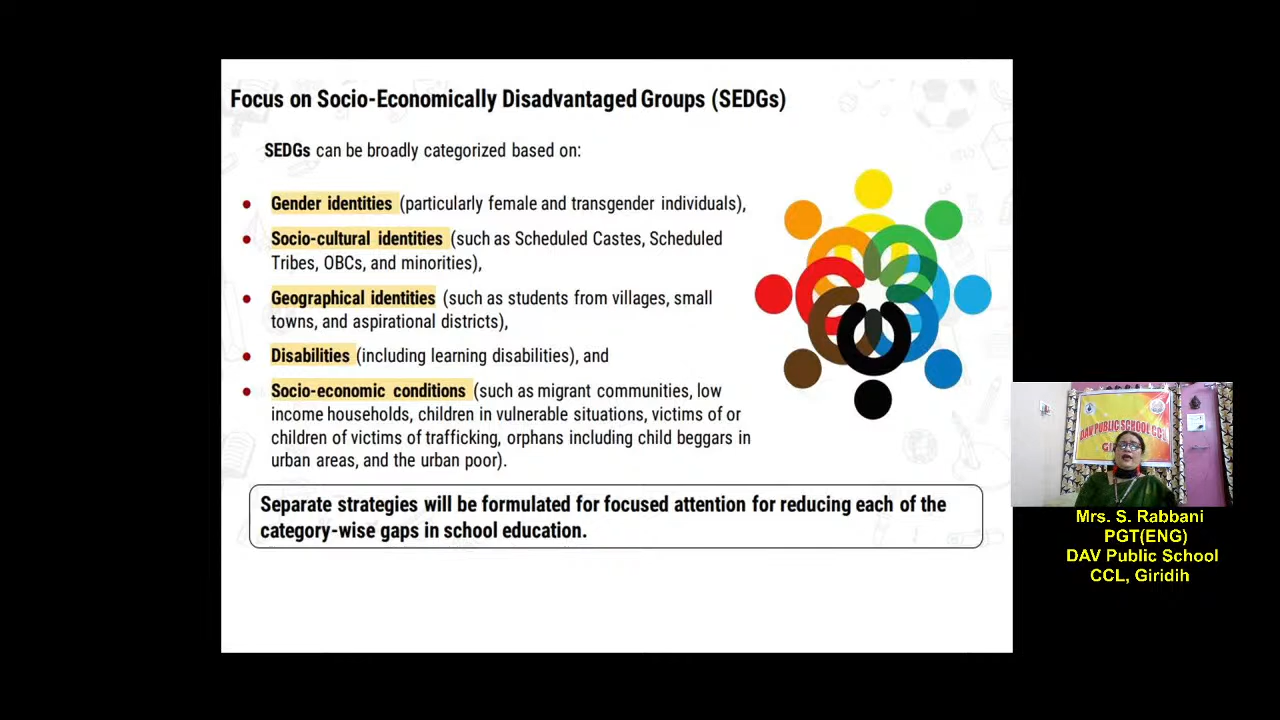 Focus on Socio-Economically Disadvantaged Groups (SEDGs)
SEDGs can be broadly categorized based on:
• Gender identities (particularly female and transgender individuals),
• Socio-cultural identities (such as Scheduled Castes, Scheduled
Tribes, OBCs, and minorities),
• Geographical identities (such as students from villages, small
towns, and aspirational districts),
• Disabilities (including learning disabilities), and
• Socio-economic conditions (such as migrant communities, low
income households, children in vulnerable situations, victims of or
children of victims of trafficking, orphans including child beggars in
urban areas, and the urban poor).
Separate strategies will be formulated for focused attention for reducing each of the
category-wise gaps in school education.
DAV PUBLIC SCHOOL CCL
Mrs. S. Rabbani
PGT(ENG)
DAV Public School
CCL, Giridih